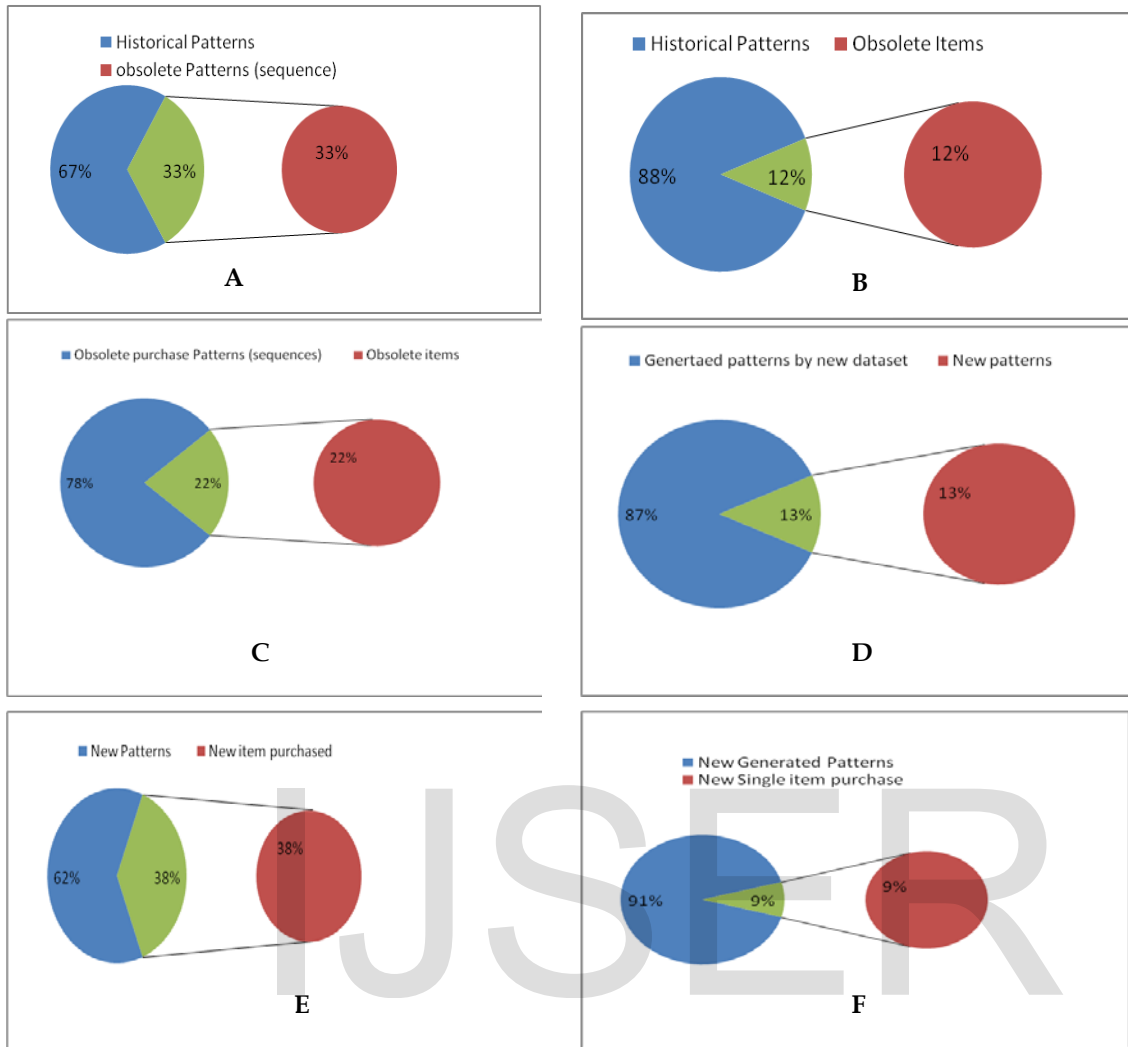 Historical Patterns
obsolete Patterns (sequence)
67%
33%
33%
A
Historical Patterns Obsolete Items
88%
12%
12%
B
Obsolete purchase Patterns (sequences) Obsolete items
78%
22%
22%
C
Genertaed patterns by new dataset New patterns
87%
13%
13%
D
New Patterns New item purchased
62%
38%
38%
E
New Generated Patterns
New Single item purchase
91%
9%
9%
F
IJSER